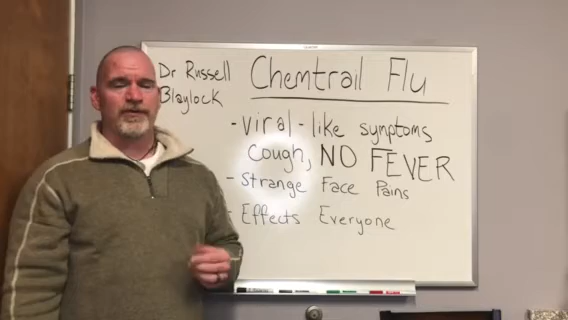 Dr Russell
Blaylock
Chemtrail Flu
- Viral-like symptoms
Cough, NO FEVER
- Strange Face Pains
- Effects Everyone